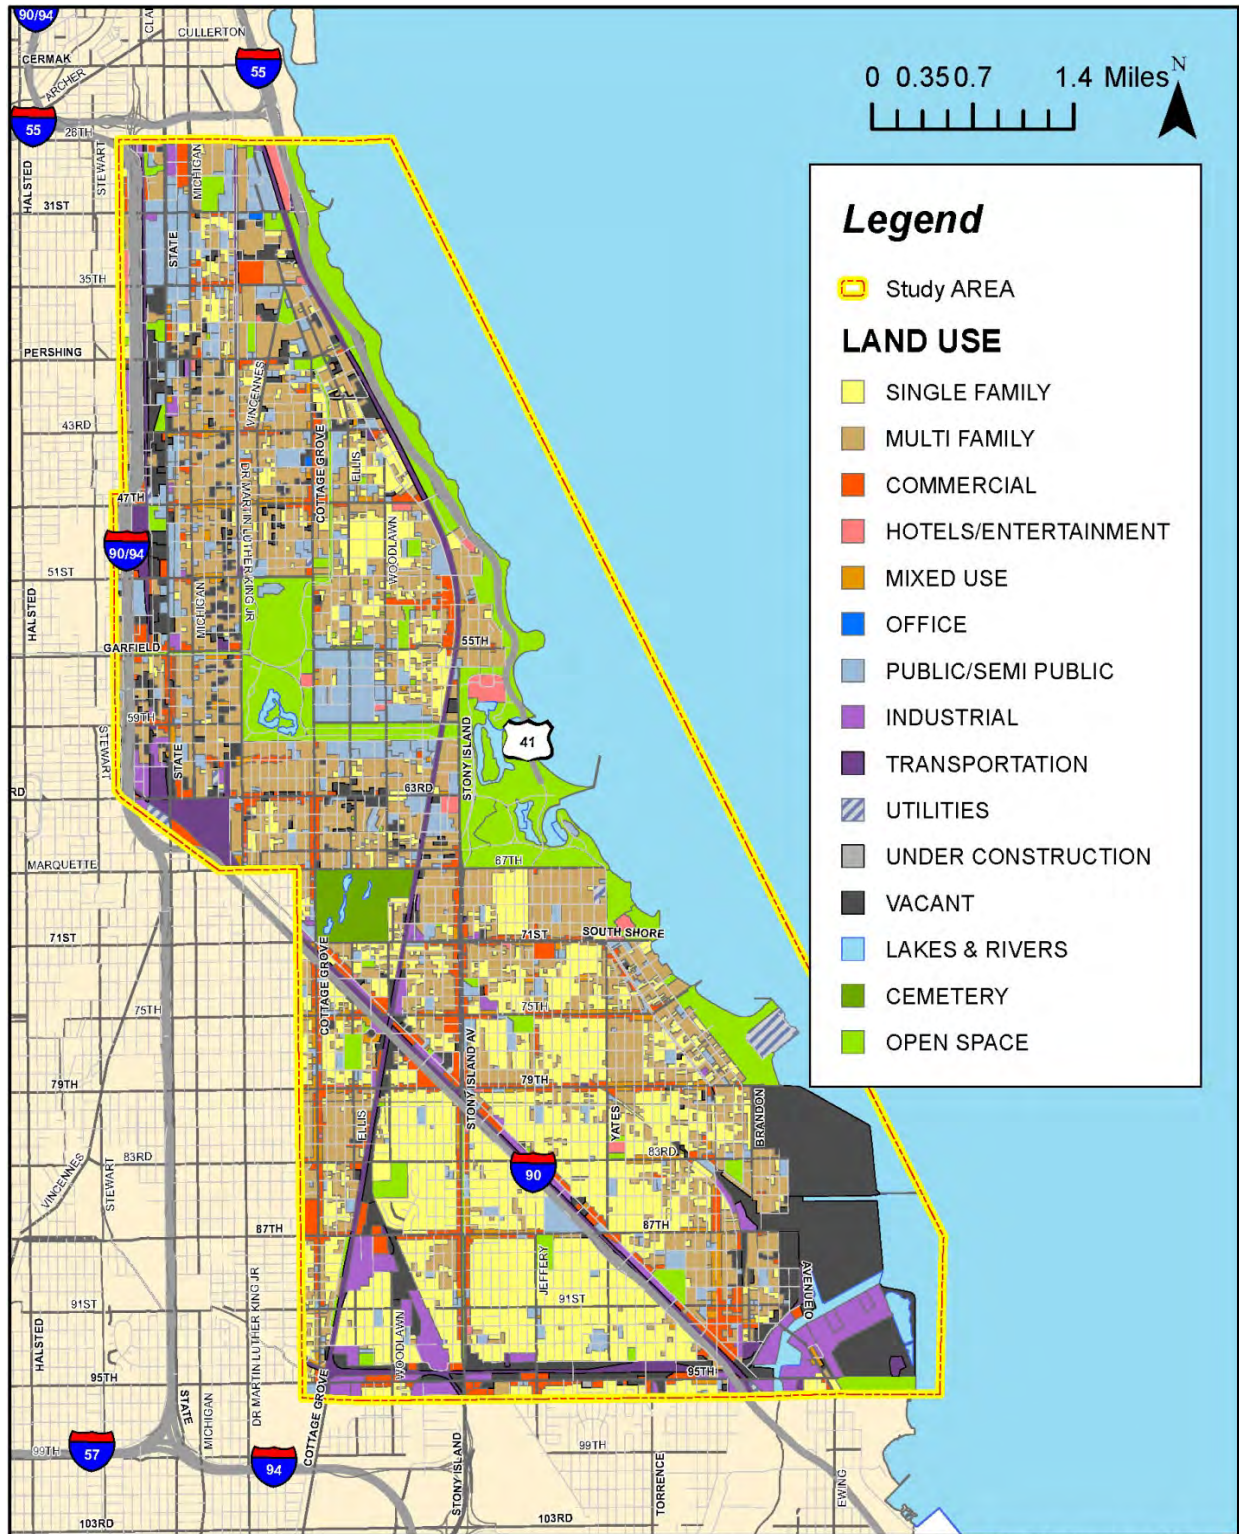 90/94
CULLERTON
CERMAK
ARCHER
55
55
26TH
STEWART
HALSTED
MICHIGAN
31ST
STATE
35TH
PERSHING
VINCENNES
43RD
COTTAGE GROVE
ELLIS
DR MARTIN LUTHER KING JR
47TH
90/94
WOODLAWN
51ST
HALSTED
MICHIGAN
GARFIELD
55TH
59TH
STEWART
STATE
STONY ISLAND
41
RD
63RD
MARQUETTE
67TH
71ST
71ST
SOUTH SHORE
COTTAGE GROVE
75TH
75TH
STONY ISLAND AV
79TH
79TH
ELLIS
YATES
BRANDON
83RD
83RD
VINCENNES
STEWART
90
87TH
87TH
JEFFERY
AVENUE O
91ST
91ST
HALSTED
DR MARTIN LUTHER KING JR
WOODLAWN
95TH
95TH
STATE
MICHIGAN
COTTAGE GROVE
99TH
57
94
STONY ISLAND
99TH
TORRENCE
EWING
103RD
103RD
0 0.35 0.7 1.4 Miles
N
Legend
Study AREA
LAND USE
SINGLE FAMILY
MULTI FAMILY
COMMERCIAL
HOTELS/ENTERTAINMENT
MIXED USE
OFFICE
PUBLIC/SEMI PUBLIC
INDUSTRIAL
TRANSPORTATION
UTILITIES
UNDER CONSTRUCTION
VACANT
LAKES & RIVERS
CEMETERY
OPEN SPACE